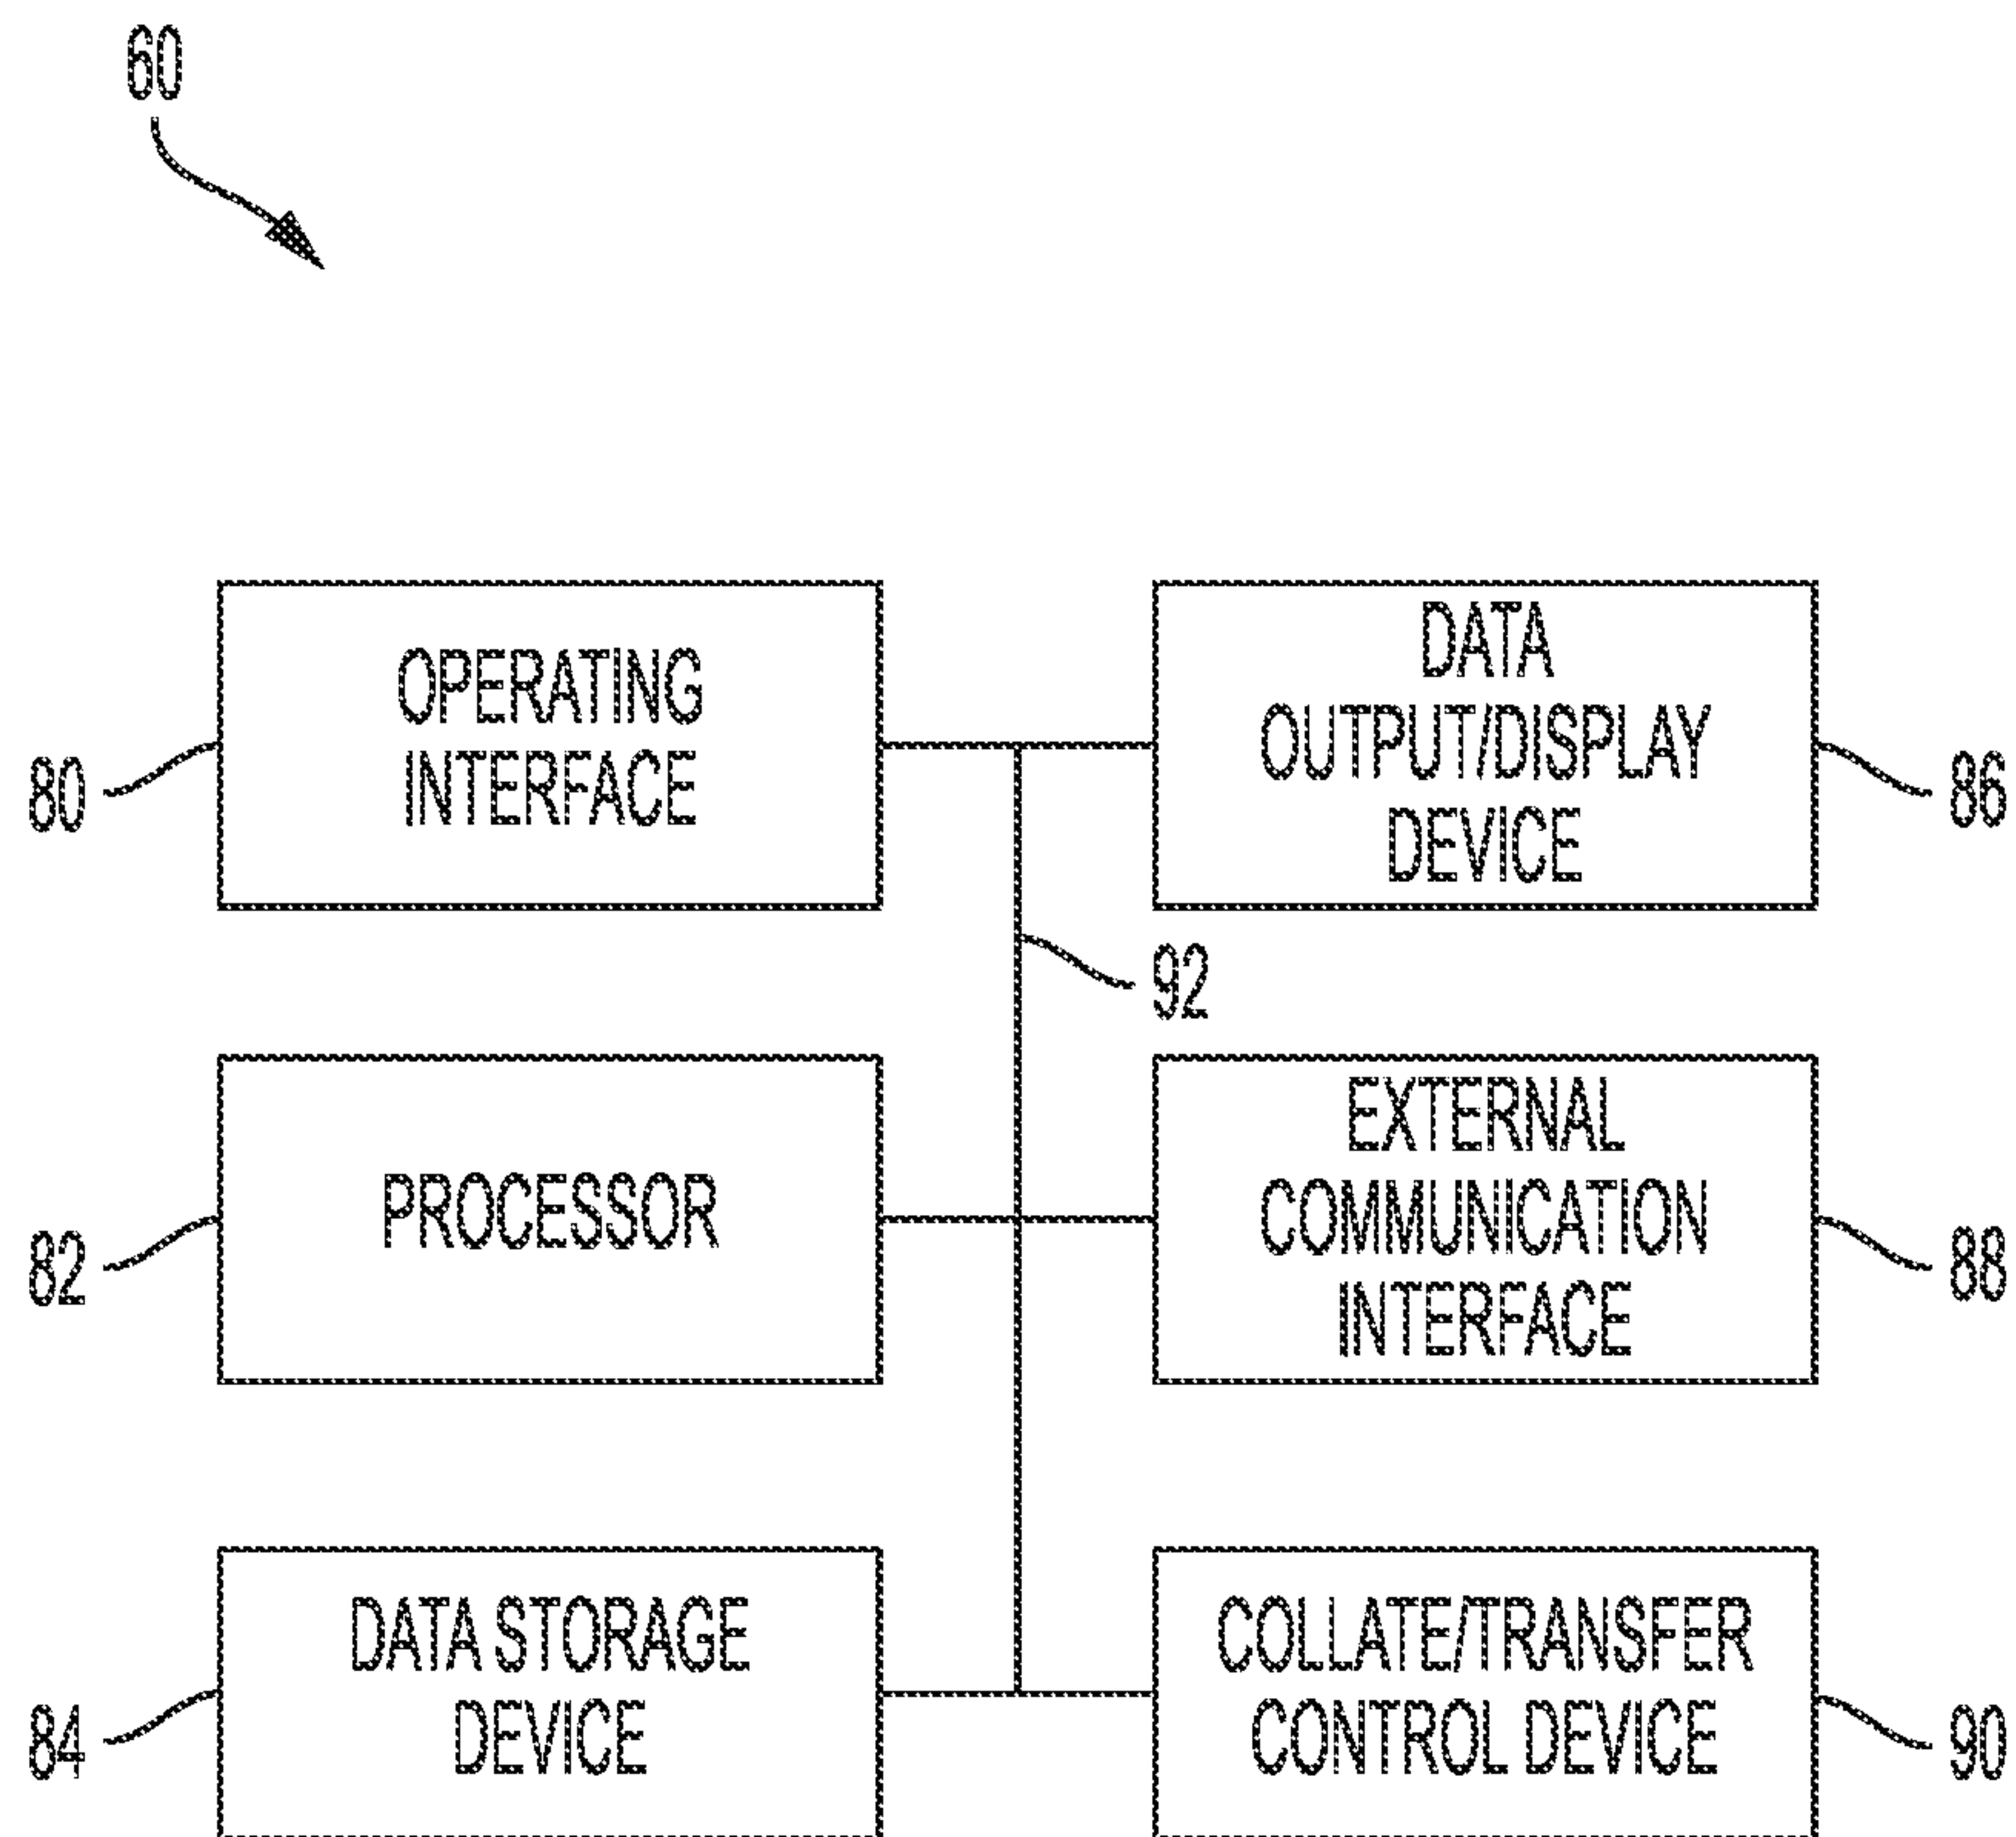 60
OPERATING
INTERFACE
80
DATA
OUTPUT/DISPLAY
DEVICE
86
92
PROCESSOR
82
EXTERNAL
COMMUNICATION
INTERFACE
88
DATA STORAGE
DEVICE
84
COLLATE/TRANSFER
CONTROL DEVICE
90